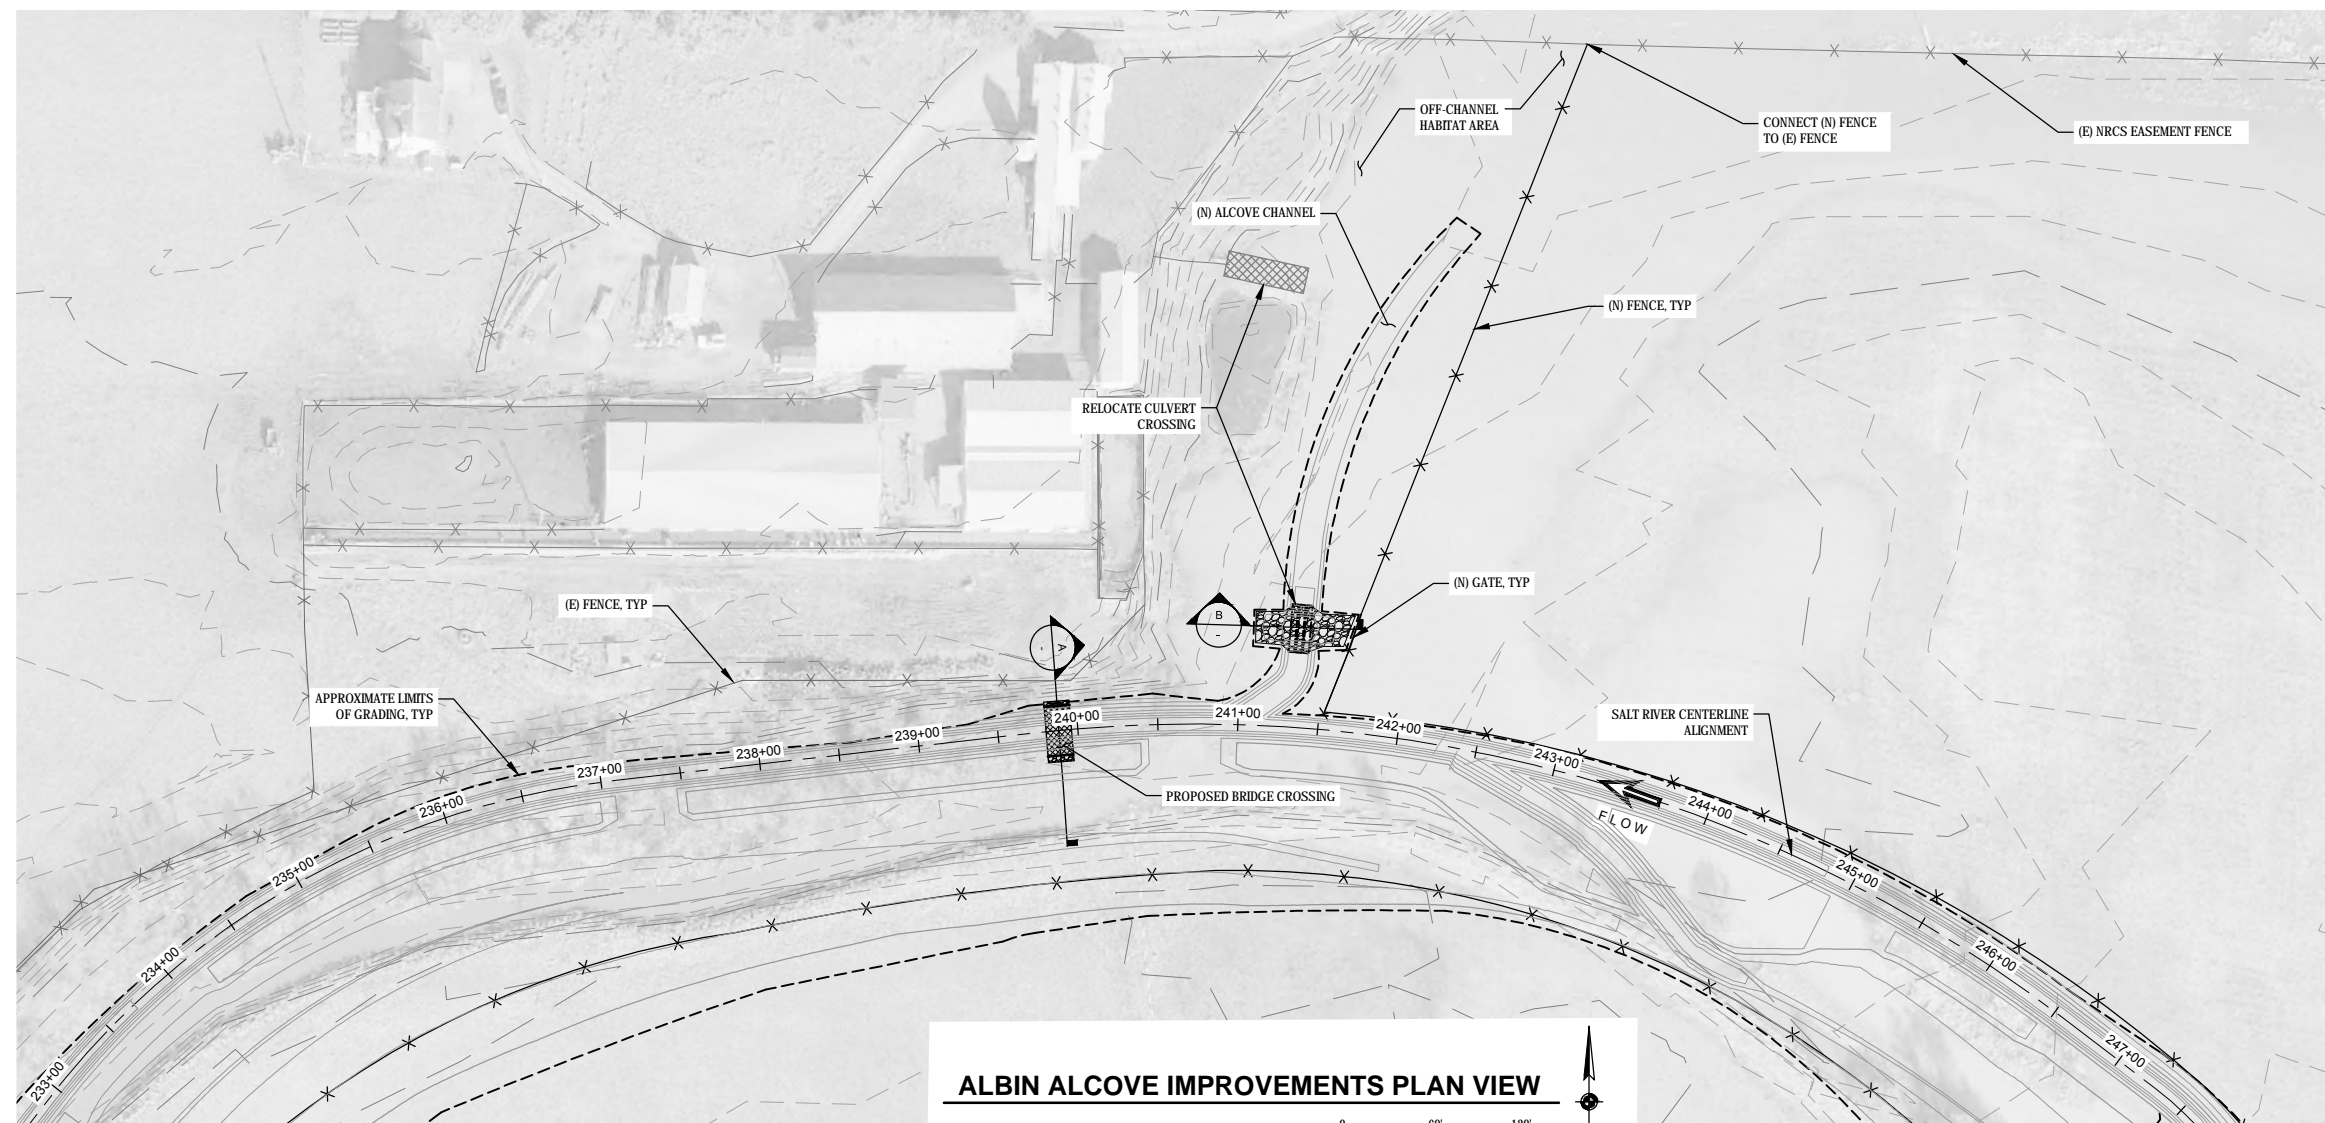 OFF-CHANNEL
HABITAT AREA
CONNECT (N) FENCE
TO (E) FENCE
(E) NRCS EASEMENT FENCE
(N) ALCOVE CHANNEL
(N) FENCE, TYP
RELOCATE CULVERT
CROSSING
(N) GATE, TYP
(E) FENCE, TYP
B
-
A
-
APPROXIMATE LIMITS
OF GRADING, TYP
SALT RIVER CENTERLINE
ALIGNMENT
PROPOSED BRIDGE CROSSING
FLOW
233+00
234+00
235+00
236+00
237+00
238+00
239+00
240+00
241+00
242+00
243+00
244+00
245+00
246+00
247+00
ALBIN ALCOVE IMPROVEMENTS PLAN VIEW